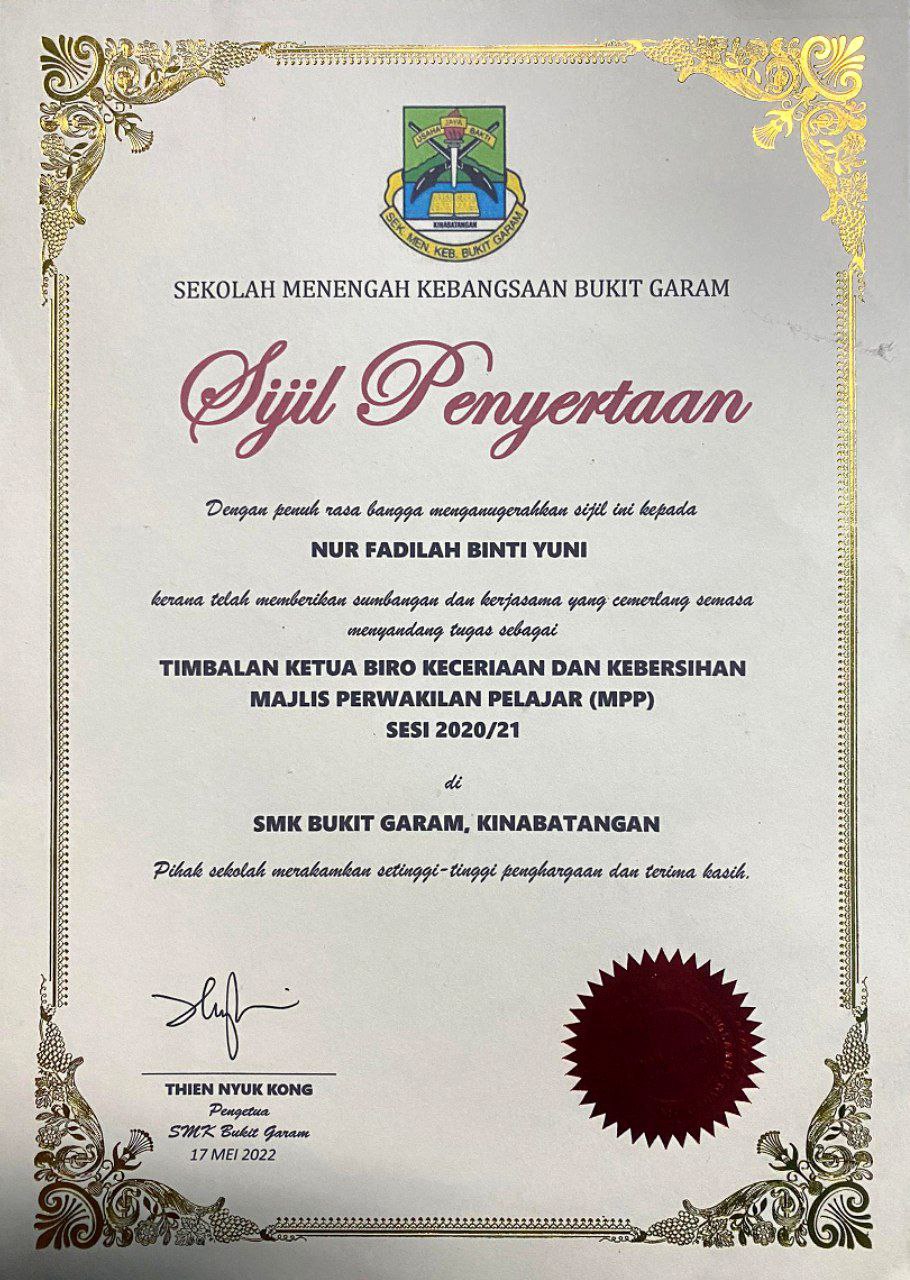 USAHA JAYA BAKTI
KINABATANGAN
SEK. MEN. KEB. BUKIT GARAM
SEKOLAH MENENGAH KEBANGSAAN BUKIT GARAM
Sijil Penyertaan
Dengan penuh rasa bangga menganugerahkan sijil ini kepada
NUR FADILAH BINTI YUNI
kerana telah memberikan sumbangan dan kerjasama yang cemerlang semasa
menyandang tugas sebagai
TIMBALAN KETUA BIRO KECERIAAN DAN KEBERSIHAN
MAJLIS PERWAKILAN PELAJAR (MPP)
SESI 2020/21
di
SMK BUKIT GARAM, KINABATANGAN
Pihak sekolah merakamkan setinggi-tinggi penghargaan dan terima kasih.
THIEN NYUK KONG
Pengetua
SMK Bukit Garam
17 MEI 2022